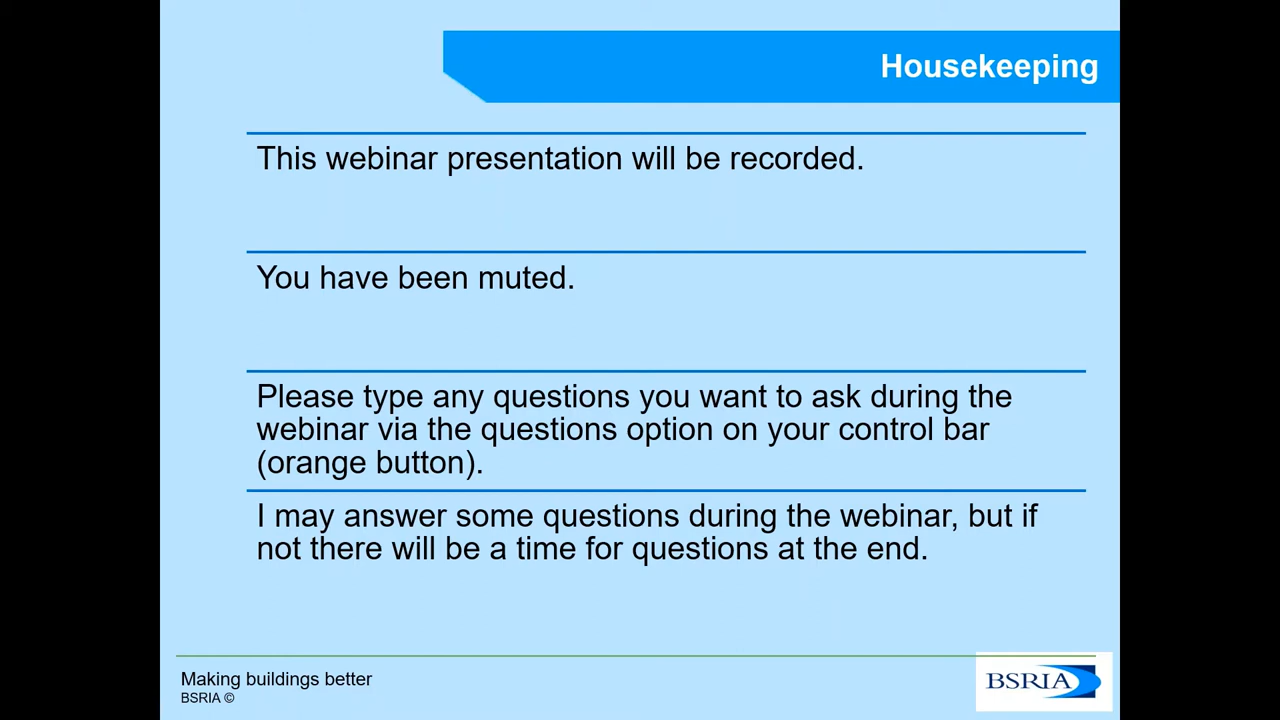 Housekeeping
This webinar presentation will be recorded.
You have been muted.
Please type any questions you want to ask during the
webinar via the questions option on your control bar
(orange button).
I may answer some questions during the webinar, but if
not there will be a time for questions at the end.
Making buildings better
BSRIA ©
BSRIA